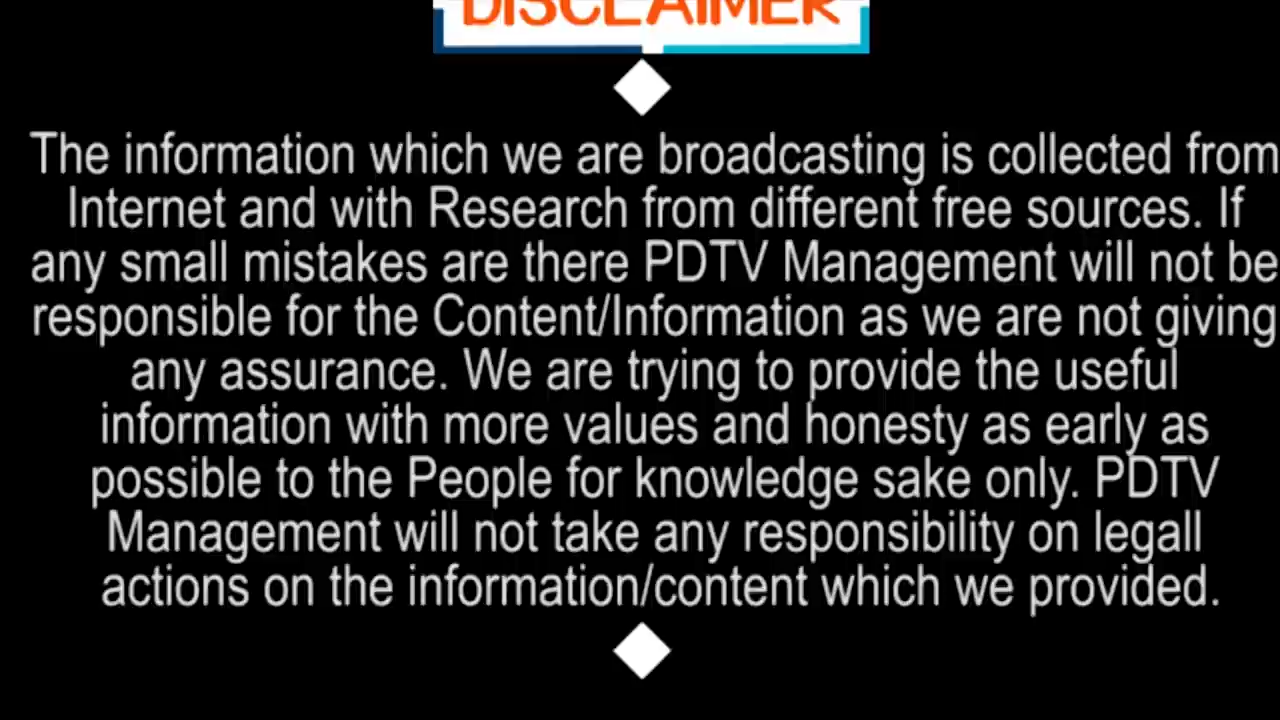 DISCLAIMER
The information which we are broadcasting is collected from
Internet and with Research from different free sources. If
any small mistakes are there PDTV Management will not be
responsible for the Content/Information as we are not giving
any assurance. We are trying to provide the useful
information with more values and honesty as early as
possible to the People for knowledge sake only. PDTV
Management will not take any responsibility on legall
actions on the information/content which we provided.